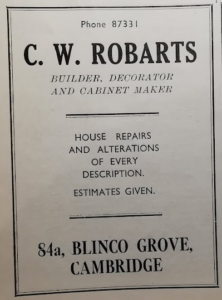 Phone 87331
C. W. ROBARTS
BUILDER, DECORATOR
AND CABINET MAKER
HOUSE REPAIRS
AND ALTERATIONS
OF EVERY
DESCRIPTION.
ESTIMATES GIVEN.
84a, BLINCO GROVE,
CAMBRIDGE